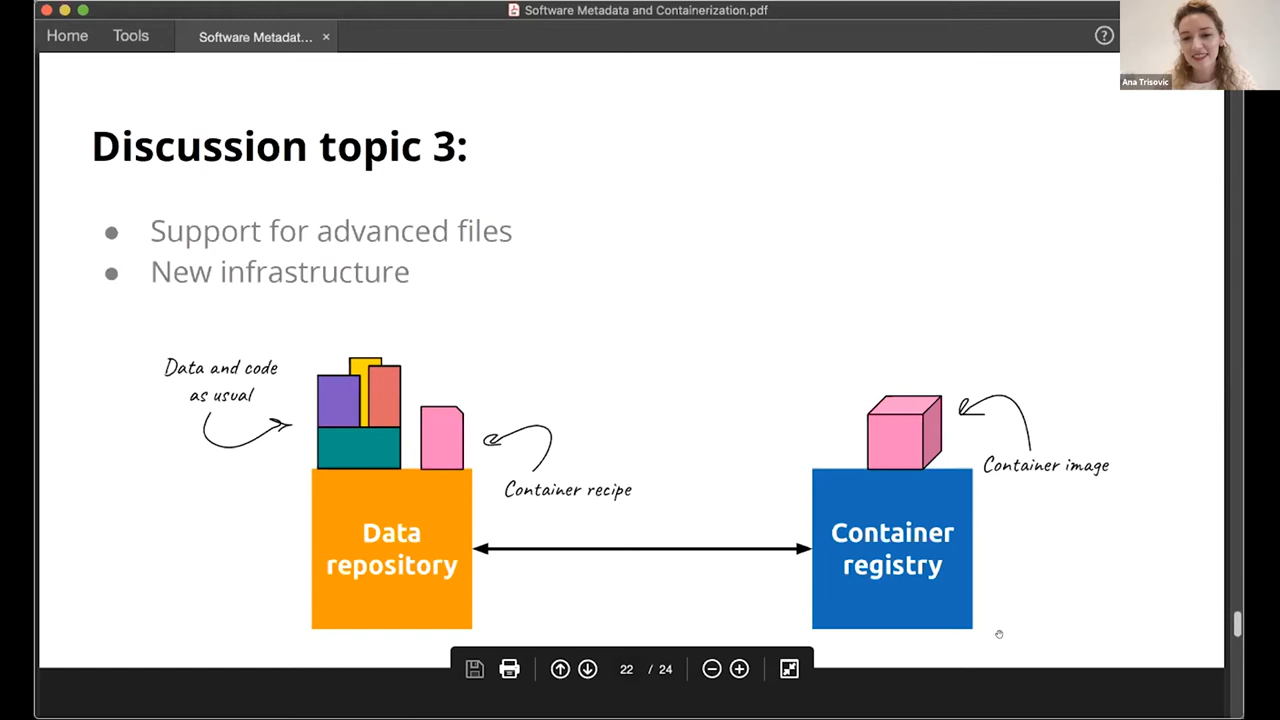 Software Metadata and Containerization.pdf
Home
Tools
Software Metadat...
×
?
Ana Trisovic
Discussion topic 3:
● Support for advanced files
● New infrastructure
Data and code
as usual
Container recipe
Container image
Data
repository
Container
registry
22 / 24